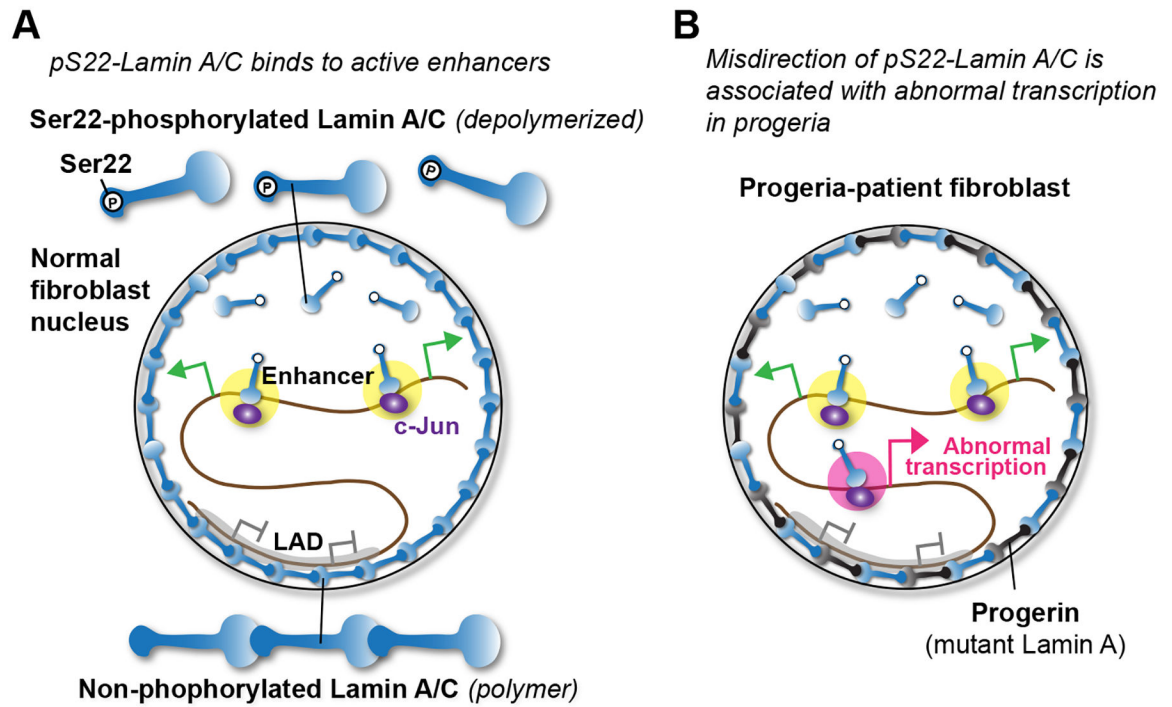 A
pS22-Lamin A/C binds to active enhancers
Ser22-phosphorylated Lamin A/C (depolymerized)
Ser22
P
P
P
Normal
fibroblast
nucleus
Enhancer
c-Jun
LAD
Non-phophorylated Lamin A/C (polymer)
B
Misdirection of pS22-Lamin A/C is
associated with abnormal transcription
in progeria
Progeria-patient fibroblast
Abnormal
transcription
Progerin
(mutant Lamin A)